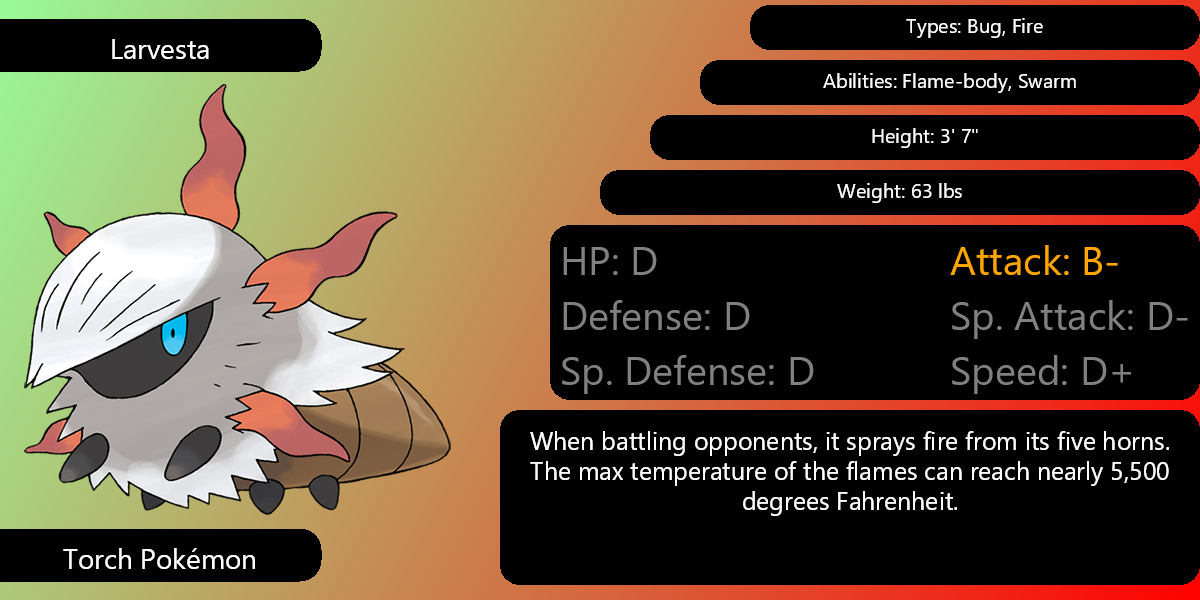 Larvesta
Types: Bug, Fire
Abilities: Flame-body, Swarm
Height: 3' 7"
Weight: 63 lbs
HP: D
Attack: B-
Defense: D
Sp. Attack: D-
Sp. Defense: D
Speed: D+
When battling opponents, it sprays fire from its five horns.
The max temperature of the flames can reach nearly 5,500
degrees Fahrenheit.
Torch Pokémon